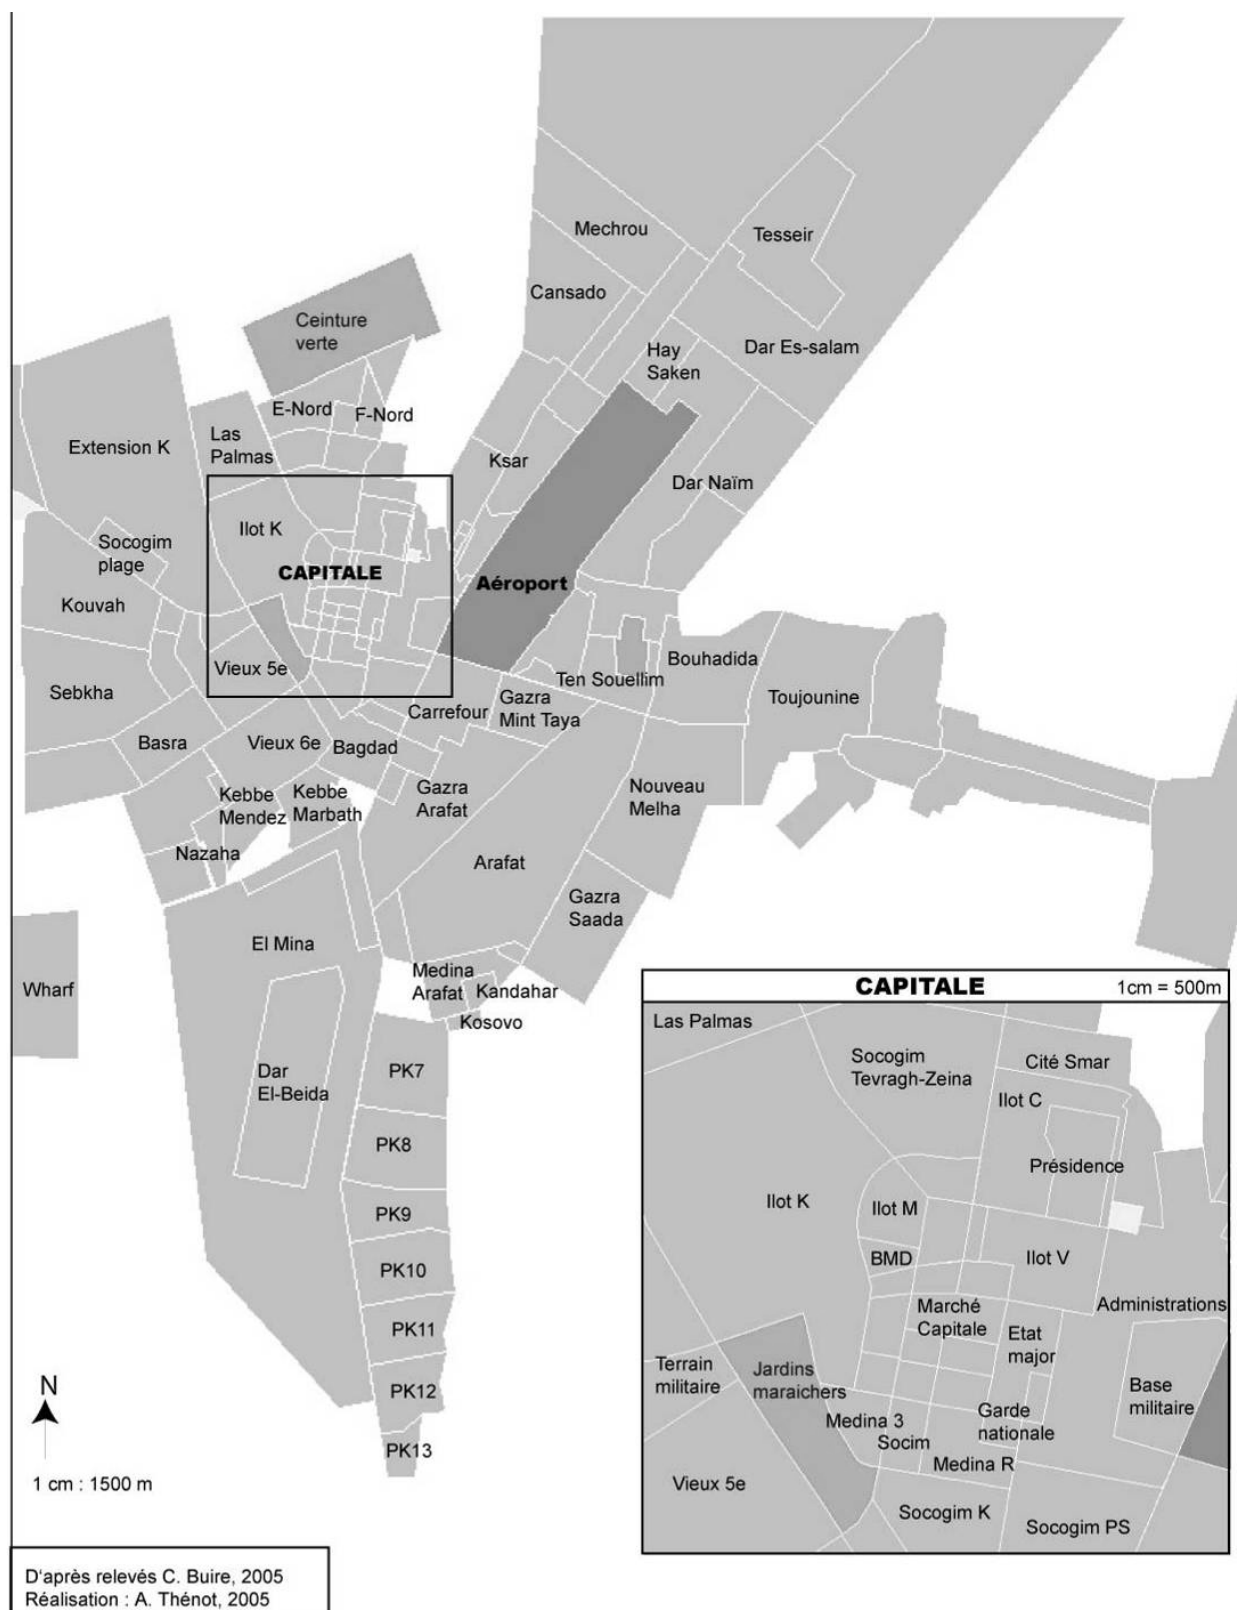 Mechrou
Tesseir
Cansado
Ceinture
verte
Hay
Saken
Dar Es-salam
E-Nord
F-Nord
Las
Palmas
Extension K
Ksar
Dar Naïm
Ilot K
Socogim
plage
CAPITALE
Aéroport
Kouvah
Vieux 5e
Sebkha
Ten Souellim
Bouhadida
Toujounine
Gazra
Mint Taya
Carrefour
Basra
Vieux 6e
Bagdad
Kebbe
Mendez
Kebbe
Marbath
Gazra
Arafat
Nouveau
Melha
Nazaha
Arafat
Gazra
Saada
El Mina
Wharf
Medina
Arafat
Kandahar
Kosovo
Dar
El-Beida
PK7
PK8
PK9
PK10
PK11
PK12
PK13
N
1 cm : 1500 m
CAPITALE
1cm = 500m
Las Palmas
Socogim
Tevragh-Zeina
Cité Smar
Ilot C
Présidence
Ilot K
Ilot M
BMD
Ilot V
Marché
Capitale
Etat
major
Administrations
Terrain
militaire
Jardins
maraichers
Base
militaire
Medina 3
Socim
Garde
nationale
Medina R
Vieux 5e
Socogim K
Socogim PS
D'après relevés C. Buire, 2005
Réalisation : A. Thénot, 2005